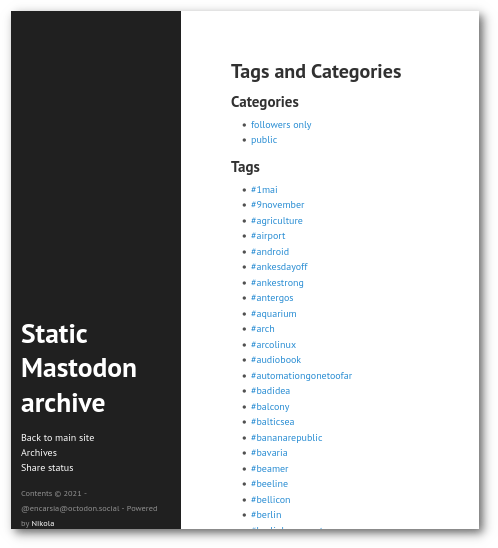 Static
Mastodon
archive
Back to main site
Archives
Share status
Contents © 2021 -
@encarsia@octodon.social - Powered
by Nikola
Tags and Categories
Categories
followers only
public
Tags
#1mai
#9november
#agriculture
#airport
#android
#ankesdayoff
#ankestrong
#antergos
#aquarium
#arch
#arcolinux
#audiobook
#automationgonetoofar
#badidea
#balcony
#balticsea
#bananarepublic
#bavaria
#beamer
#beeline
#bellicon
#berlin